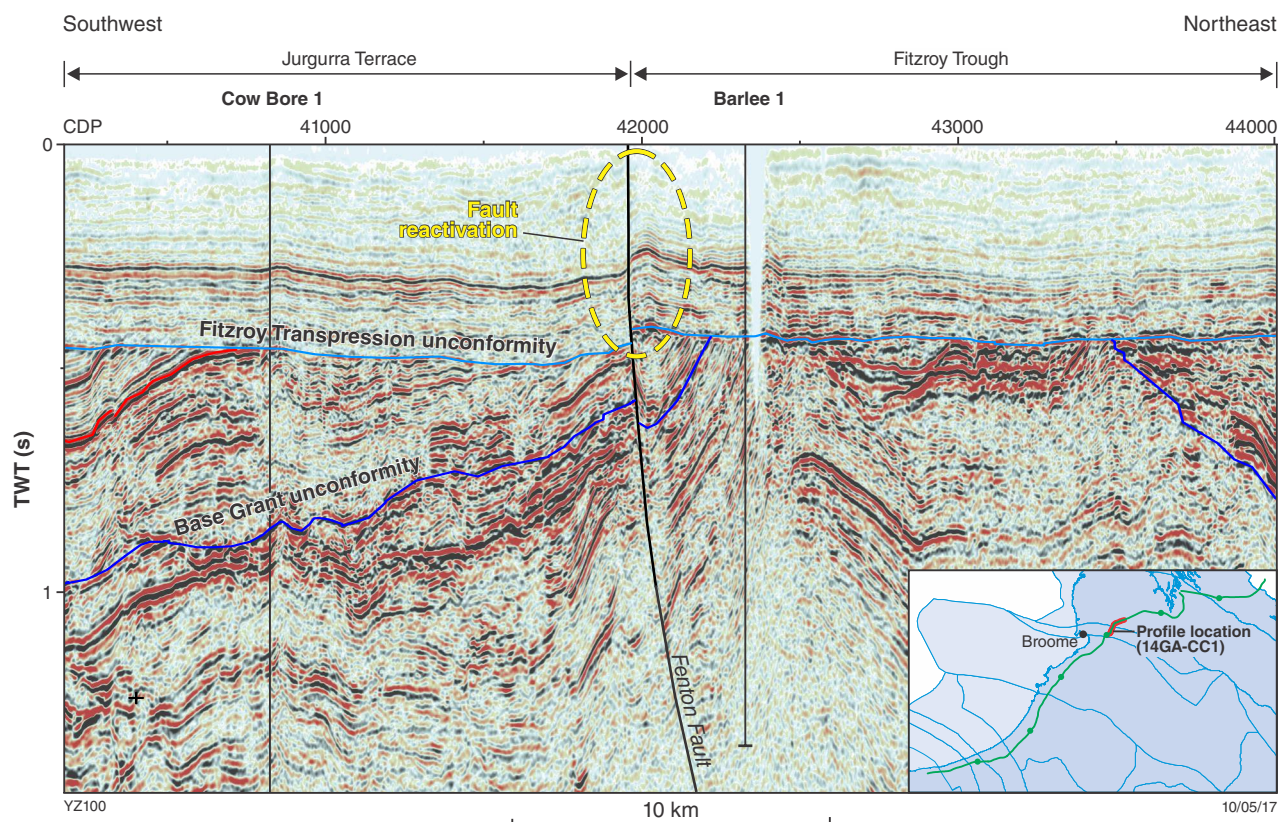 Southwest
Northeast
Jurgurra Terrace
Fitzroy Trough
Cow Bore 1
Barlee 1
CDP
41000
42000
43000
44000
0
Fault
reactivation
Fitzroy Transpression unconformity
TWT (s)
Base Grant unconformity
1
Fenton Fault
Broome
Profile location
(14GA-CC1)
YZ100
10 km
10/05/17